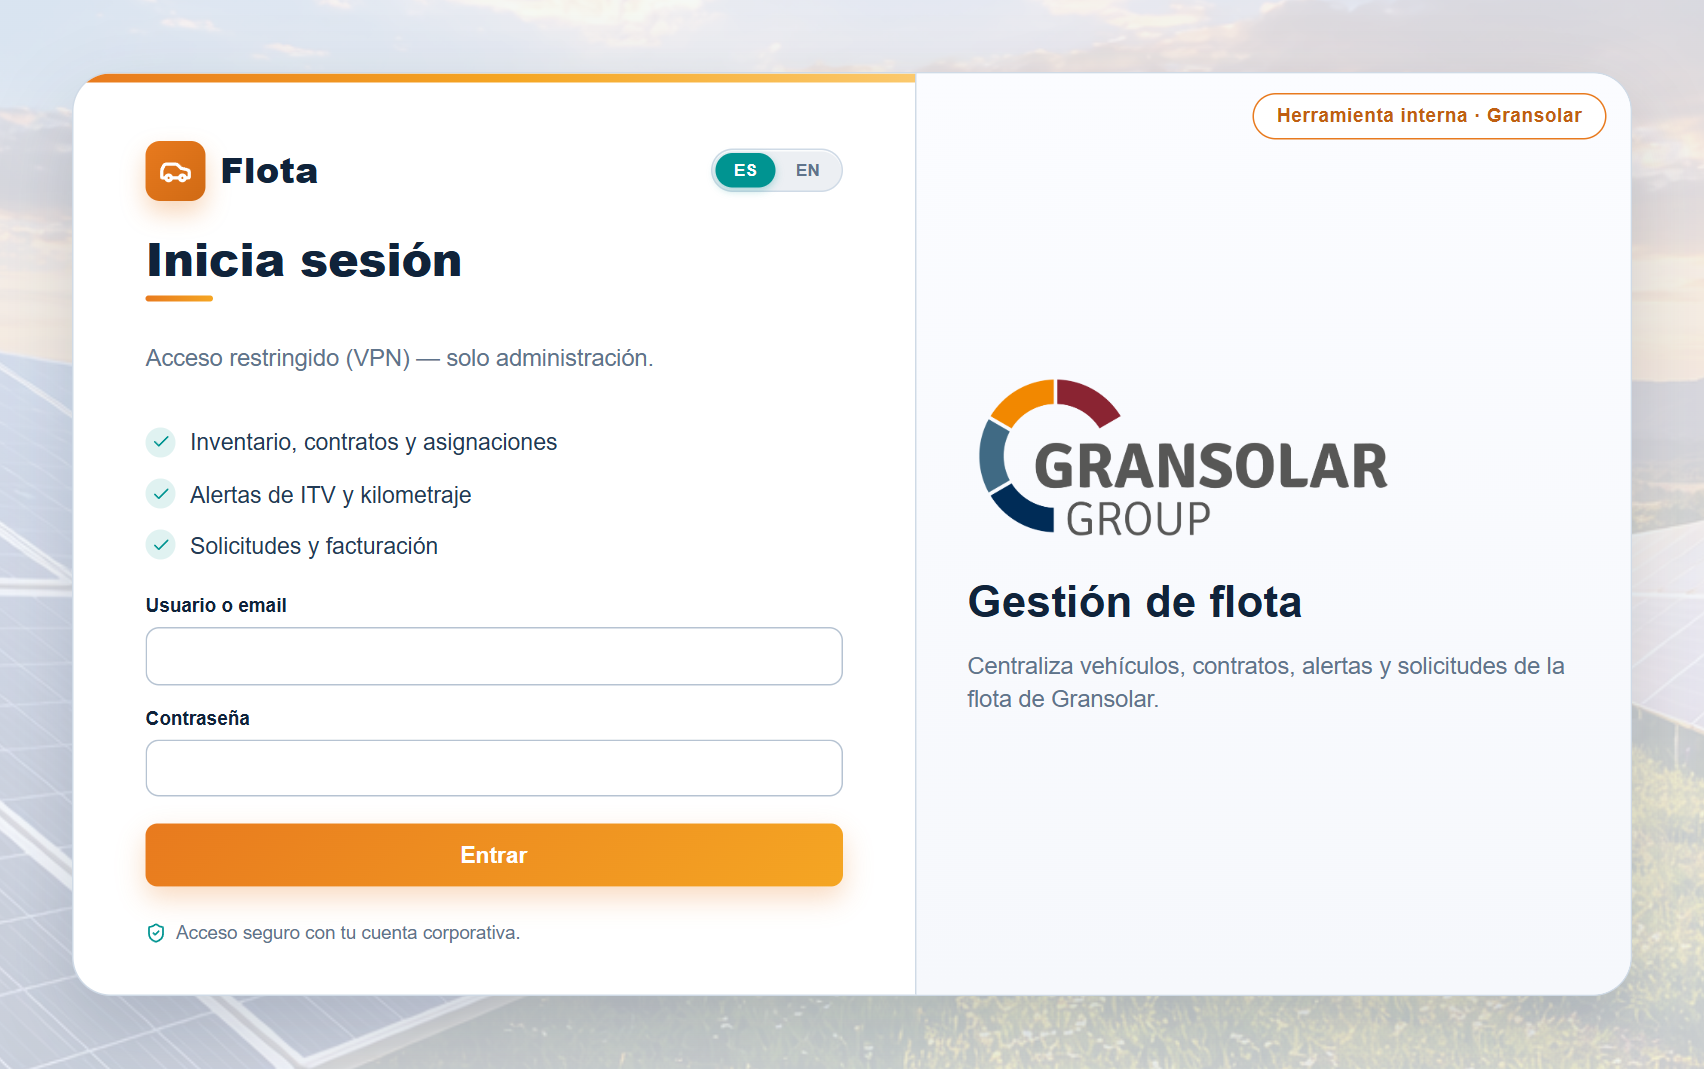 Flota
ES EN
Inicia sesión
Acceso restringido (VPN) — solo administración.
Inventario, contratos y asignaciones
Alertas de ITV y kilometraje
Solicitudes y facturación
Usuario o email
Contraseña
Entrar
Acceso seguro con tu cuenta corporativa.
Herramienta interna · Gransolar
GRANSOLAR
GROUP
Gestión de flota
Centraliza vehículos, contratos, alertas y solicitudes de la
flota de Gransolar.